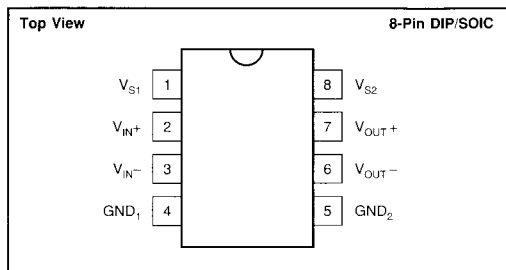 Top View 8-Pin DIP/SOIC
VS1 1 8 VS2
VIN+ 2 7 VOUT+
VIN− 3 6 VOUT−
GND1 4 5 GND2